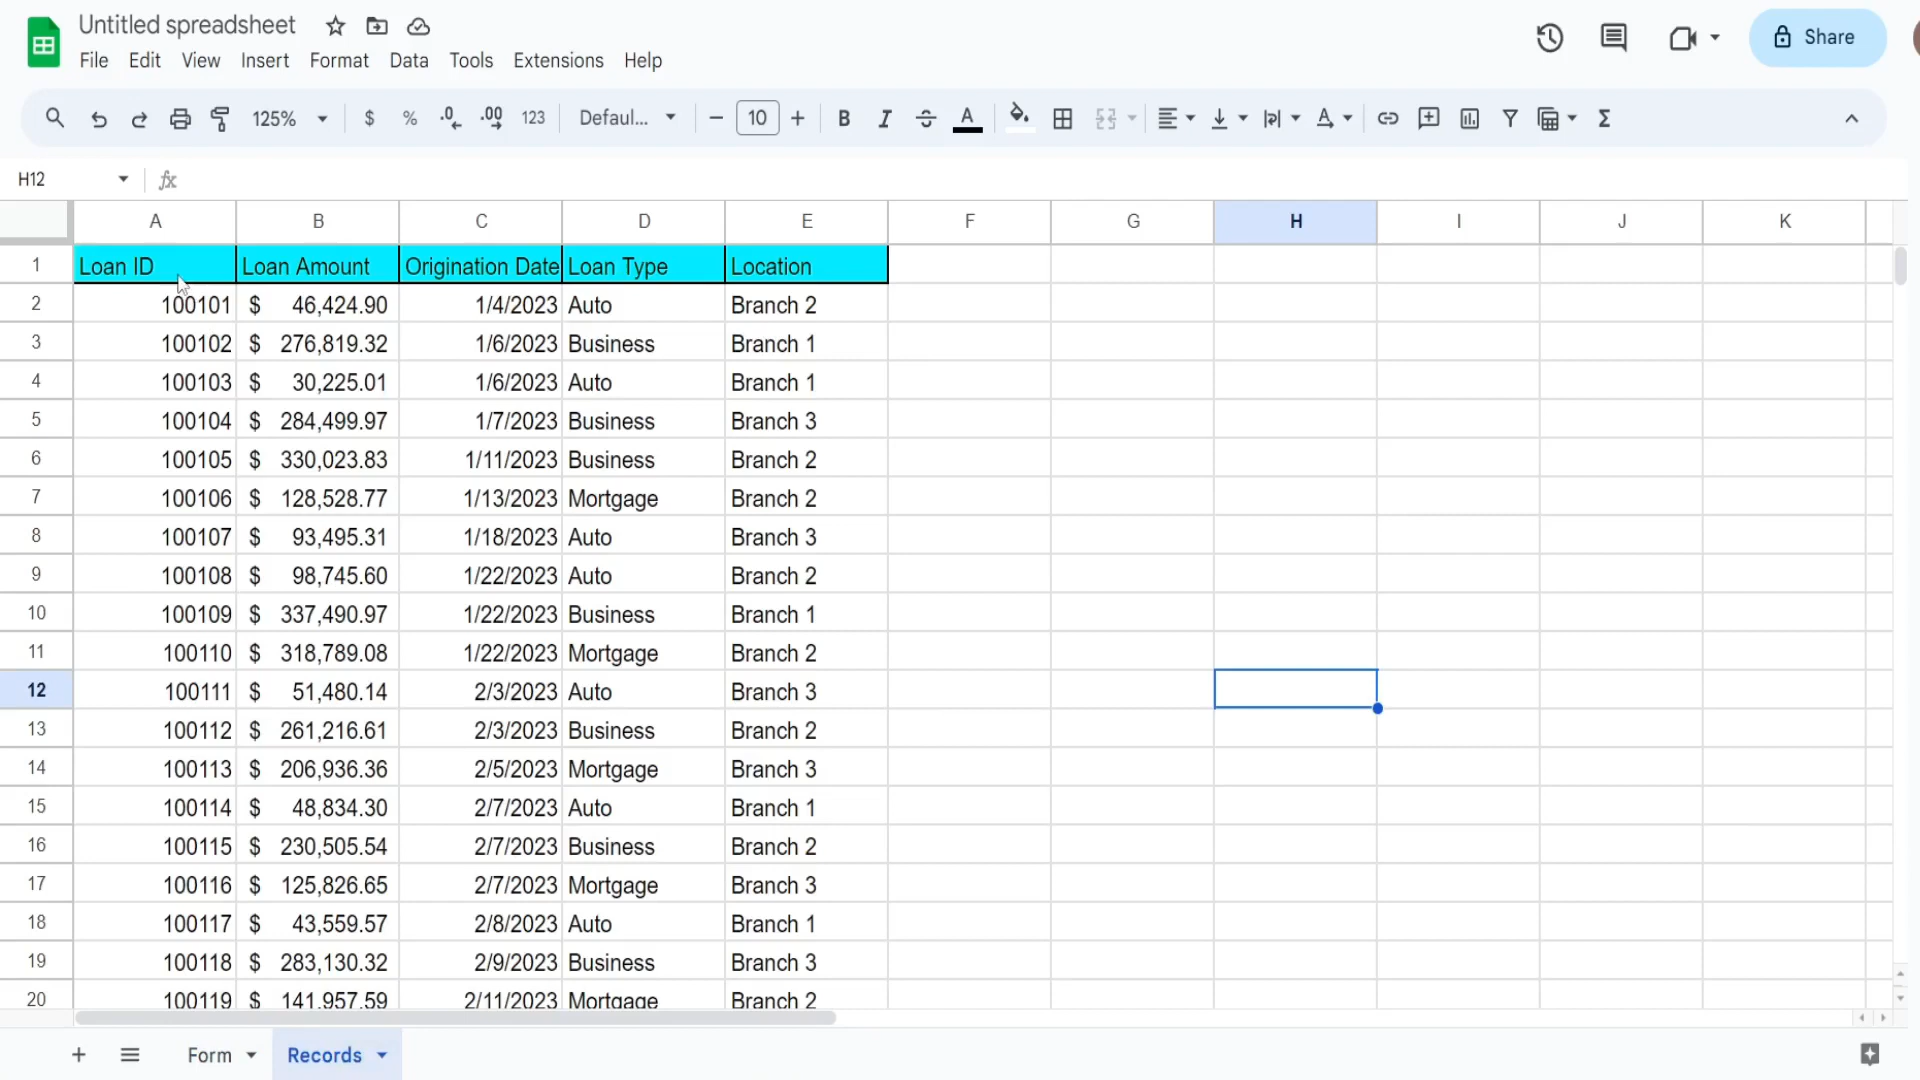 Untitled spreadsheet
File Edit View Insert Format Data Tools Extensions Help
Share
125% $ % .0 .00 123 Defaul... 10 B I A A Σ
H12 fx
A B C D E F G H I J K
1 Loan ID Loan Amount Origination Date Loan Type Location
2 100101 $ 46,424.90 1/4/2023 Auto Branch 2
3 100102 $ 276,819.32 1/6/2023 Business Branch 1
4 100103 $ 30,225.01 1/6/2023 Auto Branch 1
5 100104 $ 284,499.97 1/7/2023 Business Branch 3
6 100105 $ 330,023.83 1/11/2023 Business Branch 2
7 100106 $ 128,528.77 1/13/2023 Mortgage Branch 2
8 100107 $ 93,495.31 1/18/2023 Auto Branch 3
9 100108 $ 98,745.60 1/22/2023 Auto Branch 2
10 100109 $ 337,490.97 1/22/2023 Business Branch 1
11 100110 $ 318,789.08 1/22/2023 Mortgage Branch 2
12 100111 $ 51,480.14 2/3/2023 Auto Branch 3
13 100112 $ 261,216.61 2/3/2023 Business Branch 2
14 100113 $ 206,936.36 2/5/2023 Mortgage Branch 3
15 100114 $ 48,834.30 2/7/2023 Auto Branch 1
16 100115 $ 230,505.54 2/7/2023 Business Branch 2
17 100116 $ 125,826.65 2/7/2023 Mortgage Branch 3
18 100117 $ 43,559.57 2/8/2023 Auto Branch 1
19 100118 $ 283,130.32 2/9/2023 Business Branch 3
20 100119 $ 141,957.59 2/11/2023 Mortgage Branch 2
Form Records